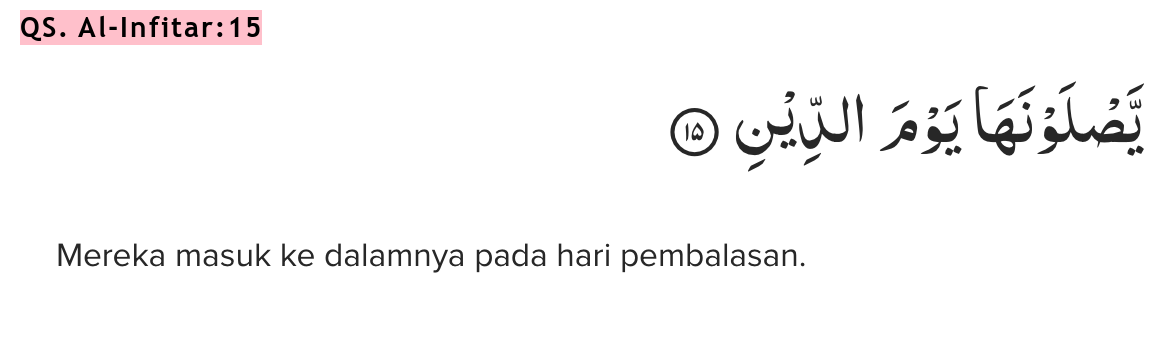 QS. Al-Infitar:15
يَّصْلَوْنَهَا يَوْمَ الدِّيْنِ ۝١٥
Mereka masuk ke dalamnya pada hari pembalasan.